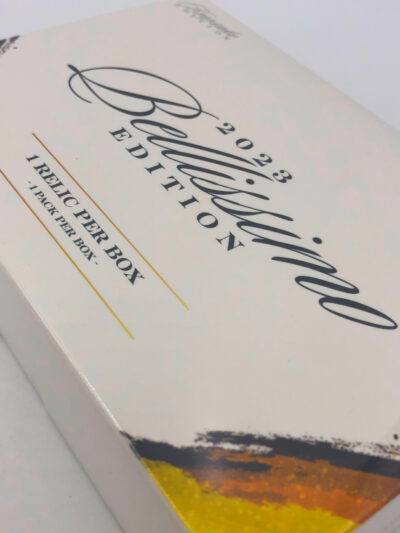 2023
Bellissimo
EDITION
1 RELIC PER BOX
- 1 PACK PER BOX -